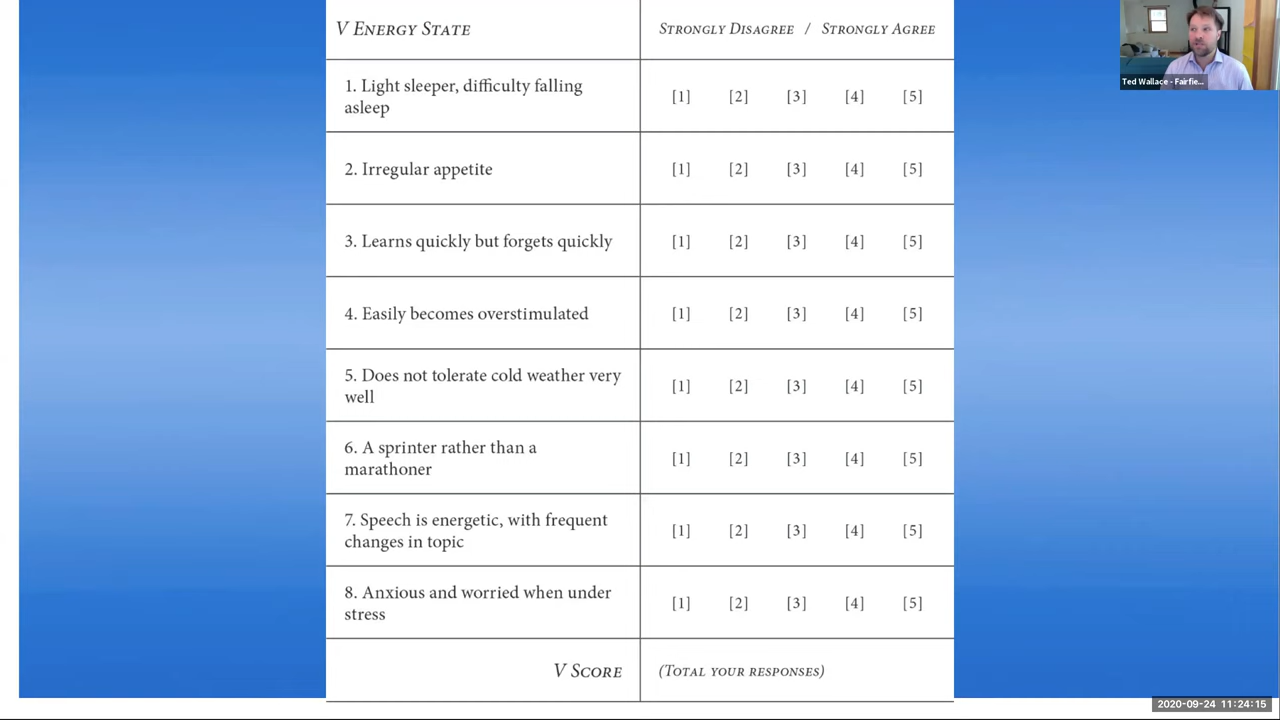 V Energy State
Strongly Disagree / Strongly Agree
1. Light sleeper, difficulty falling
asleep
[1] [2] [3] [4] [5]
2. Irregular appetite
[1] [2] [3] [4] [5]
3. Learns quickly but forgets quickly
[1] [2] [3] [4] [5]
4. Easily becomes overstimulated
[1] [2] [3] [4] [5]
5. Does not tolerate cold weather very
well
[1] [2] [3] [4] [5]
6. A sprinter rather than a
marathoner
[1] [2] [3] [4] [5]
7. Speech is energetic, with frequent
changes in topic
[1] [2] [3] [4] [5]
8. Anxious and worried when under
stress
[1] [2] [3] [4] [5]
V Score
(Total your responses)
Ted Wallace - Fairfie...
2020-09-24 11:24:15